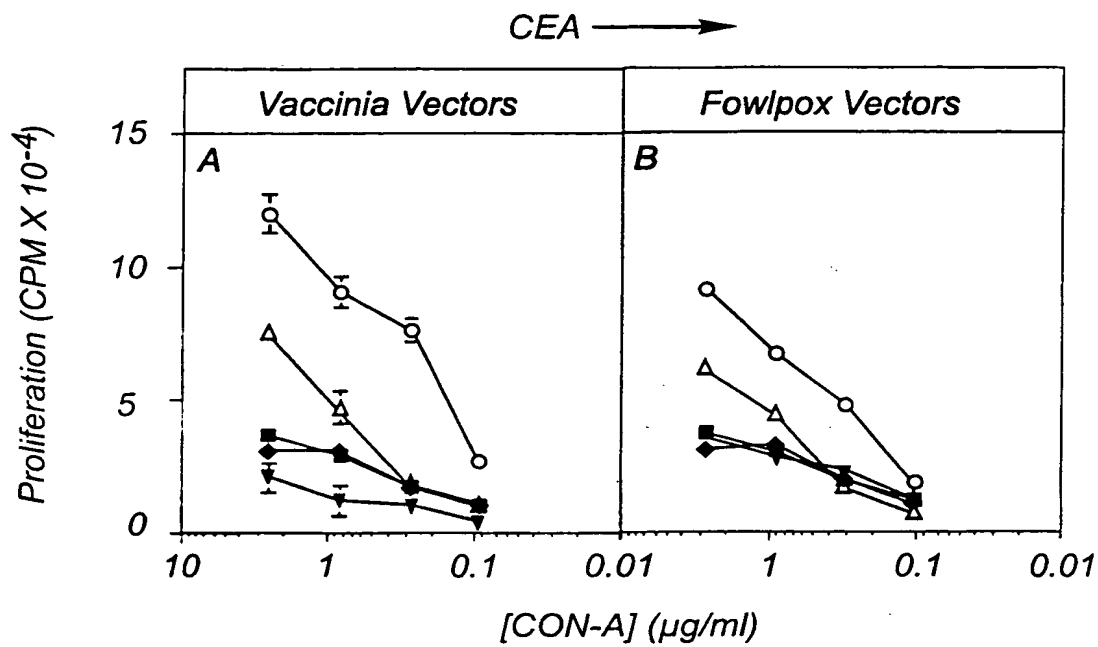 CEA
Vaccinia Vectors
Fowlpox Vectors
Proliferation (CPM X 10⁻⁴)
15
10
5
0
A
B
10
1
0.1
0.01
1
0.1
0.01
[CON-A] (µg/ml)